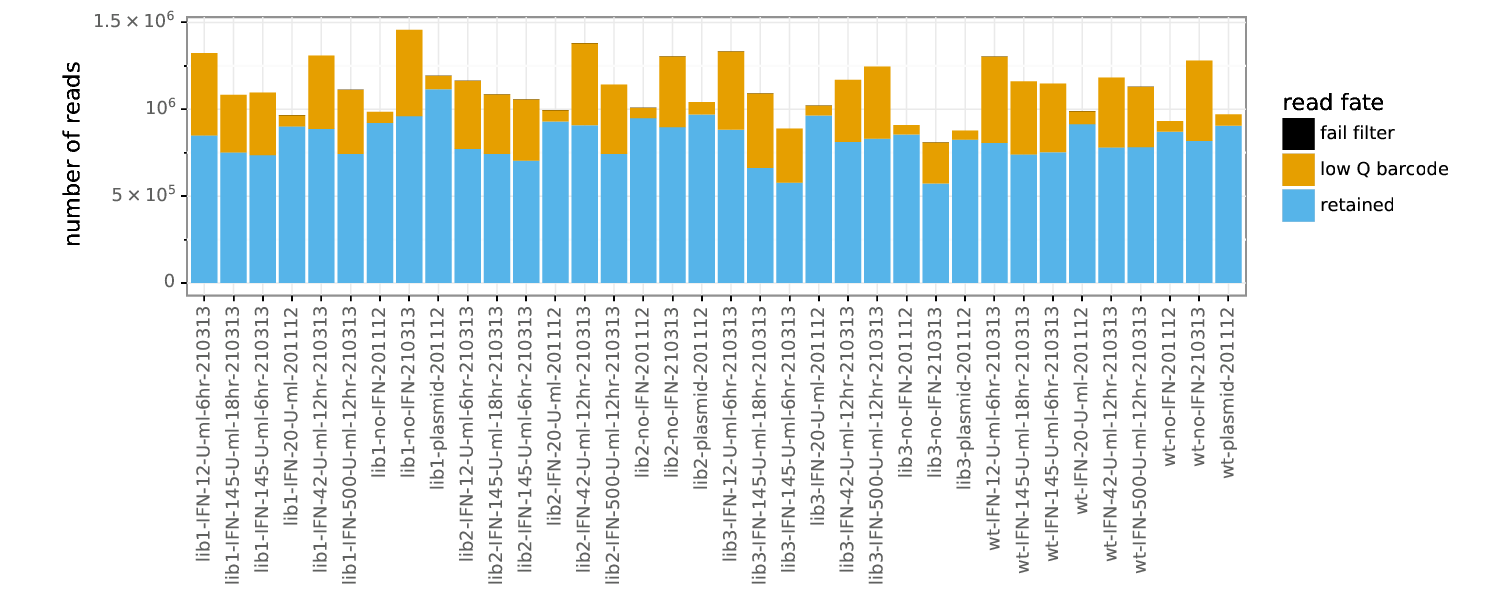 number of reads
1.5 × 10⁶
10⁶
5 × 10⁵
0
lib1-IFN-12-U-ml-6hr-210313
lib1-IFN-145-U-ml-18hr-210313
lib1-IFN-145-U-ml-6hr-210313
lib1-IFN-20-U-ml-201112
lib1-IFN-42-U-ml-12hr-210313
lib1-IFN-500-U-ml-12hr-210313
lib1-no-IFN-201112
lib1-no-IFN-210313
lib1-plasmid-201112
lib2-IFN-12-U-ml-6hr-210313
lib2-IFN-145-U-ml-18hr-210313
lib2-IFN-145-U-ml-6hr-210313
lib2-IFN-20-U-ml-201112
lib2-IFN-42-U-ml-12hr-210313
lib2-IFN-500-U-ml-12hr-210313
lib2-no-IFN-201112
lib2-no-IFN-210313
lib2-plasmid-201112
lib3-IFN-12-U-ml-6hr-210313
lib3-IFN-145-U-ml-18hr-210313
lib3-IFN-145-U-ml-6hr-210313
lib3-IFN-20-U-ml-201112
lib3-IFN-42-U-ml-12hr-210313
lib3-IFN-500-U-ml-12hr-210313
lib3-no-IFN-201112
lib3-no-IFN-210313
lib3-plasmid-201112
wt-IFN-12-U-ml-6hr-210313
wt-IFN-145-U-ml-18hr-210313
wt-IFN-145-U-ml-6hr-210313
wt-IFN-20-U-ml-201112
wt-IFN-42-U-ml-12hr-210313
wt-IFN-500-U-ml-12hr-210313
wt-no-IFN-201112
wt-no-IFN-210313
wt-plasmid-201112
read fate
fail filter
low Q barcode
retained